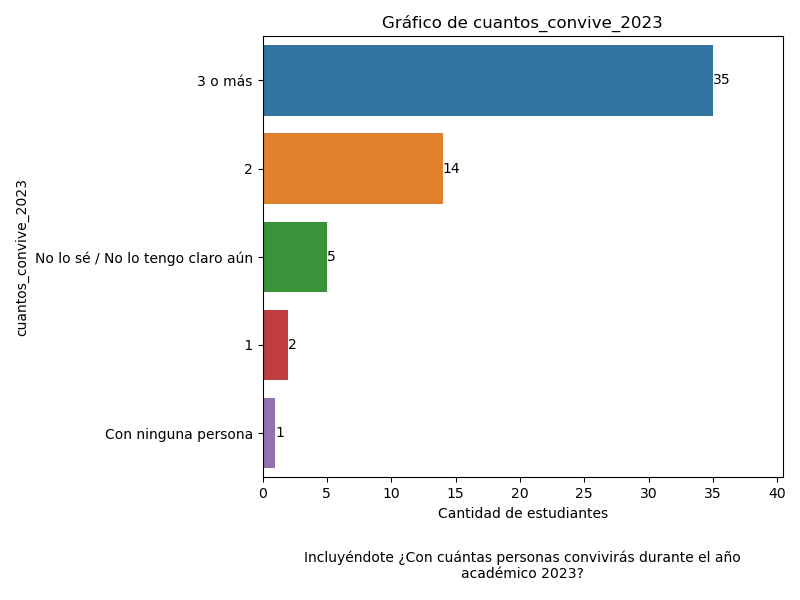 Gráfico de cuantos_convive_2023
cuantos_convive_2023
3 o más
35
2
14
No lo sé / No lo tengo claro aún
5
1
2
Con ninguna persona
1
0 5 10 15 20 25 30 35 40
Cantidad de estudiantes
Incluyéndote ¿Con cuántas personas convivirás durante el año
académico 2023?